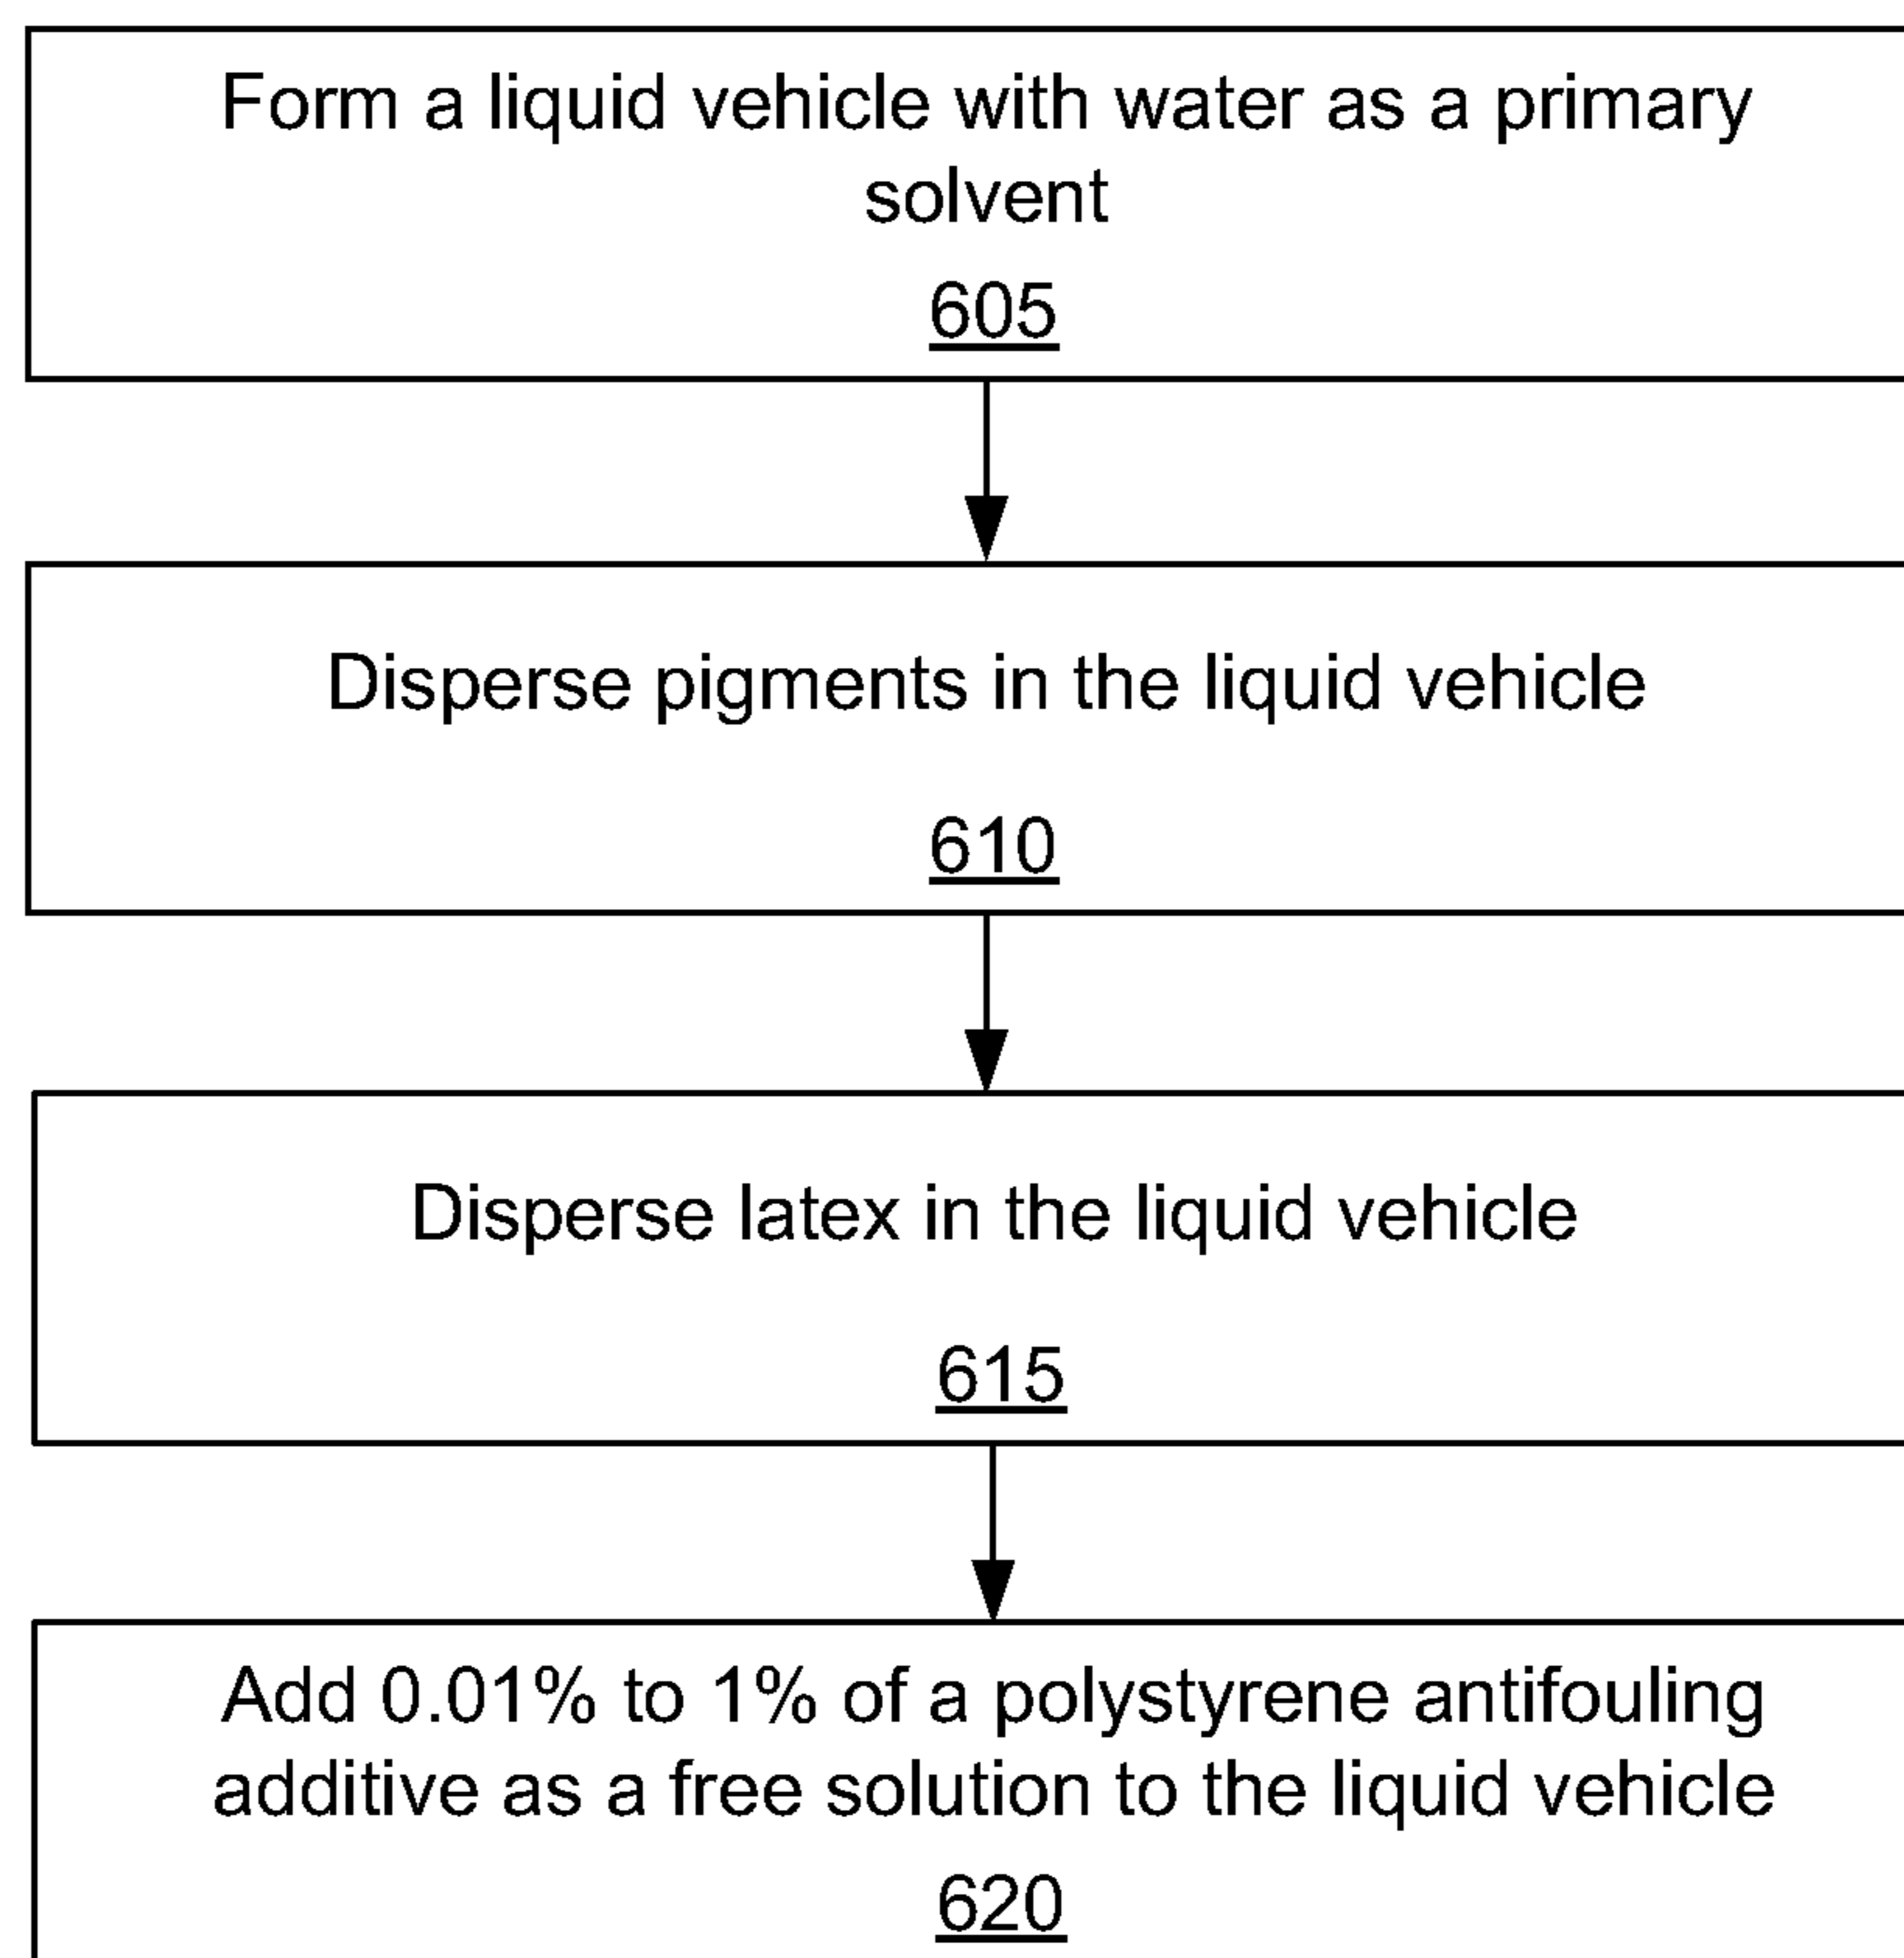 Form a liquid vehicle with water as a primary
solvent
605
Disperse pigments in the liquid vehicle
610
Disperse latex in the liquid vehicle
615
Add 0.01% to 1% of a polystyrene antifouling
additive as a free solution to the liquid vehicle
620